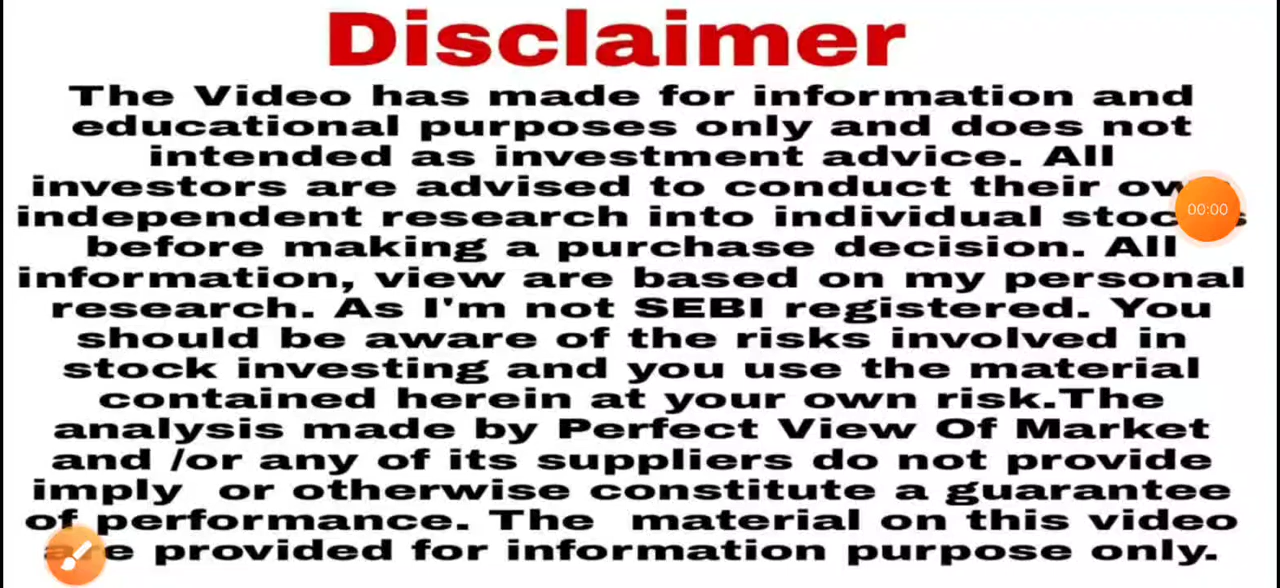 Disclaimer
The Video has made for information and
educational purposes only and does not
intended as investment advice. All
investors are advised to conduct their
independent research into individual
before making a purchase decision. All
information, view are based on my personal
research. As I'm not SEBI registered. You
should be aware of the risks involved in
stock investing and you use the material
contained herein at your own risk.The
analysis made by Perfect View Of Market
and /or any of its suppliers do not provide
imply or otherwise constitute a guarantee
of performance. The material on this video
provided for information purpose only.
00:00